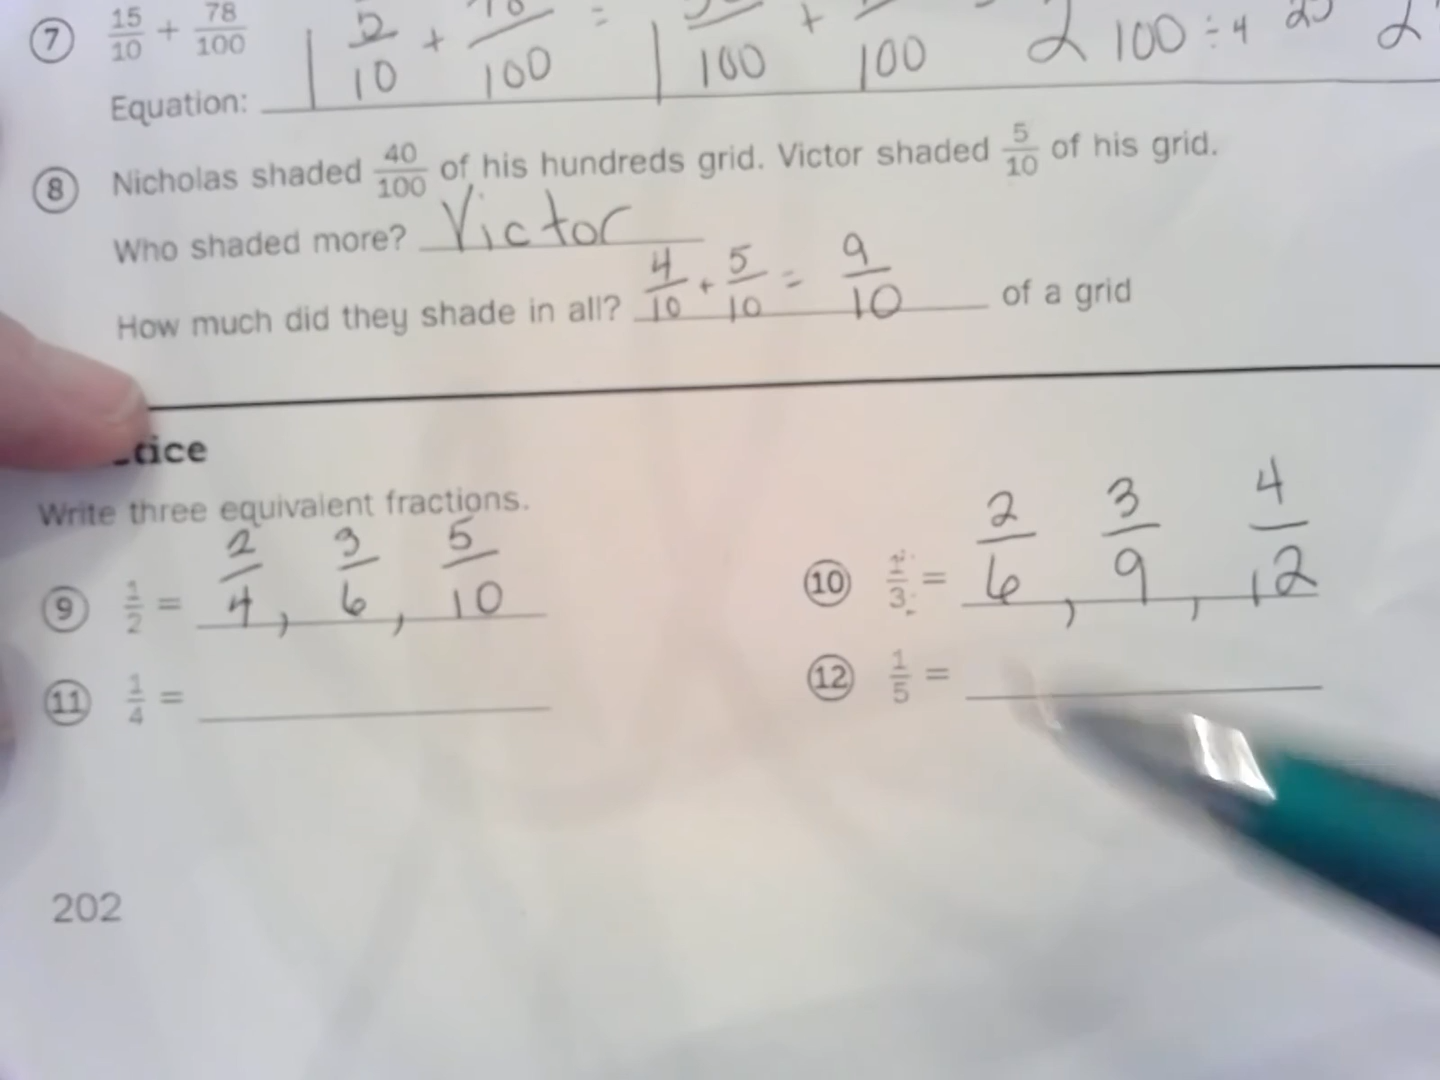 7 15/10 + 78/100
Equation: 1 5/10 + /100 = 1 /100 + /100 2 100 ÷ 4 25 2
8 Nicholas shaded 40/100 of his hundreds grid. Victor shaded 5/10 of his grid.
Who shaded more? Victor
How much did they shade in all? 4/10 + 5/10 = 9/10 of a grid
tice
Write three equivalent fractions.
9 1/2 = 2/4, 3/6, 5/10
10 1/3 = 2/6, 3/9, 4/12
11 1/4 =
12 1/5 =
202